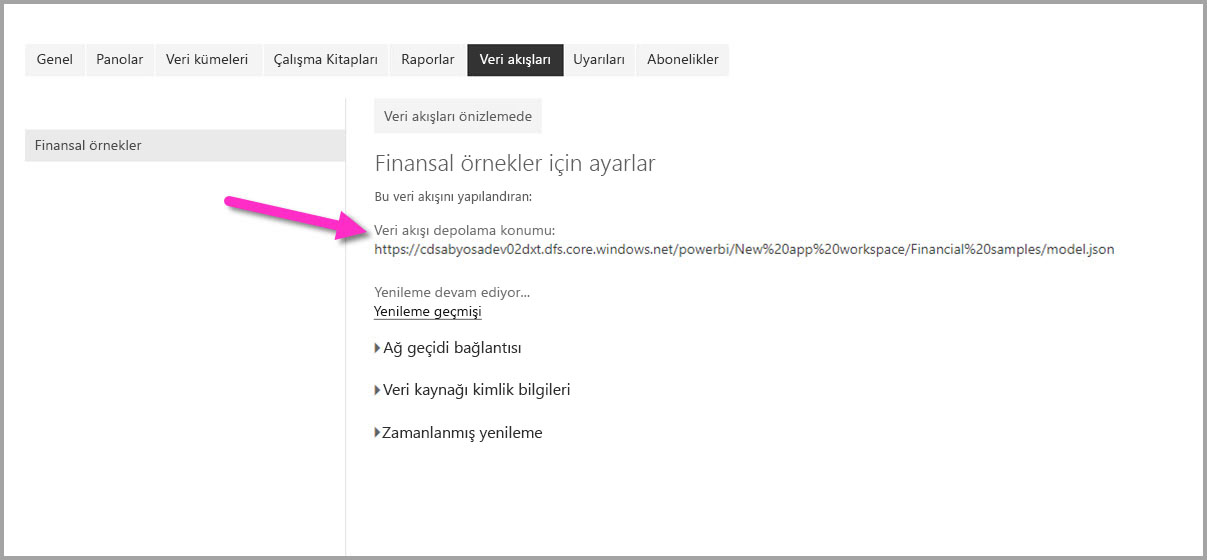 Genel Panolar Veri kümeleri Çalışma Kitapları Raporlar Veri akışları Uyarıları Abonelikler
Veri akışları önizlemede
Finansal örnekler
Finansal örnekler için ayarlar
Bu veri akışını yapılandıran:
Veri akışı depolama konumu:
https://cdsabyosadev02dxt.dfs.core.windows.net/powerbi/New%20app%20workspace/Financial%20samples/model.json
Yenileme devam ediyor...
Yenileme geçmişi
Ağ geçidi bağlantısı
Veri kaynağı kimlik bilgileri
Zamanlanmış yenileme